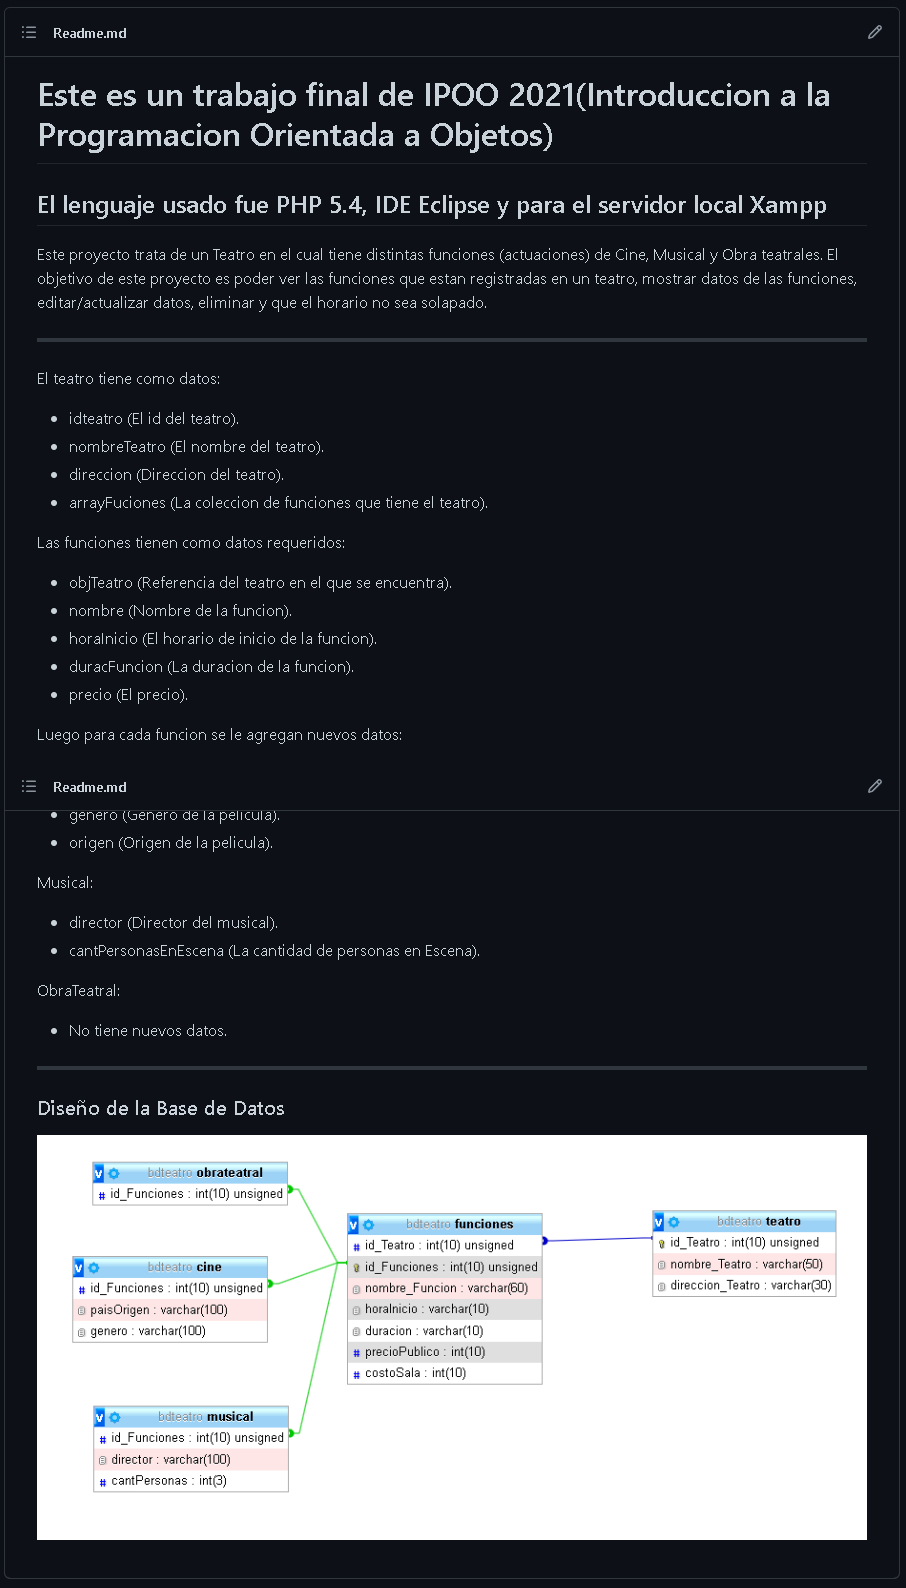 Readme.md
Este es un trabajo final de IPOO 2021(Introduccion a la
Programacion Orientada a Objetos)
El lenguaje usado fue PHP 5.4, IDE Eclipse y para el servidor local Xampp
Este proyecto trata de un Teatro en el cual tiene distintas funciones (actuaciones) de Cine, Musical y Obra teatrales. El
objetivo de este proyecto es poder ver las funciones que estan registradas en un teatro, mostrar datos de las funciones,
editar/actualizar datos, eliminar y que el horario no sea solapado.
El teatro tiene como datos:
idteatro (El id del teatro).
nombreTeatro (El nombre del teatro).
direccion (Direccion del teatro).
arrayFuciones (La coleccion de funciones que tiene el teatro).
Las funciones tienen como datos requeridos:
objTeatro (Referencia del teatro en el que se encuentra).
nombre (Nombre de la funcion).
horaInicio (El horario de inicio de la funcion).
duracFuncion (La duracion de la funcion).
precio (El precio).
Luego para cada funcion se le agregan nuevos datos:
Readme.md
genero (Genero de la pelicula).
origen (Origen de la pelicula).
Musical:
director (Director del musical).
cantPersonasEnEscena (La cantidad de personas en Escena).
ObraTeatral:
No tiene nuevos datos.
Diseño de la Base de Datos
v bdteatro obrateatral
# id_Funciones : int(10) unsigned
v bdteatro cine
# id_Funciones : int(10) unsigned
paisOrigen : varchar(100)
genero : varchar(100)
v bdteatro musical
# id_Funciones : int(10) unsigned
director : varchar(100)
# cantPersonas : int(3)
v bdteatro funciones
# id_Teatro : int(10) unsigned
id_Funciones : int(10) unsigned
nombre_Funcion : varchar(60)
horaInicio : varchar(10)
duracion : varchar(10)
# precioPublico : int(10)
# costoSala : int(10)
v bdteatro teatro
id_Teatro : int(10) unsigned
nombre_Teatro : varchar(50)
direccion_Teatro : varchar(30)